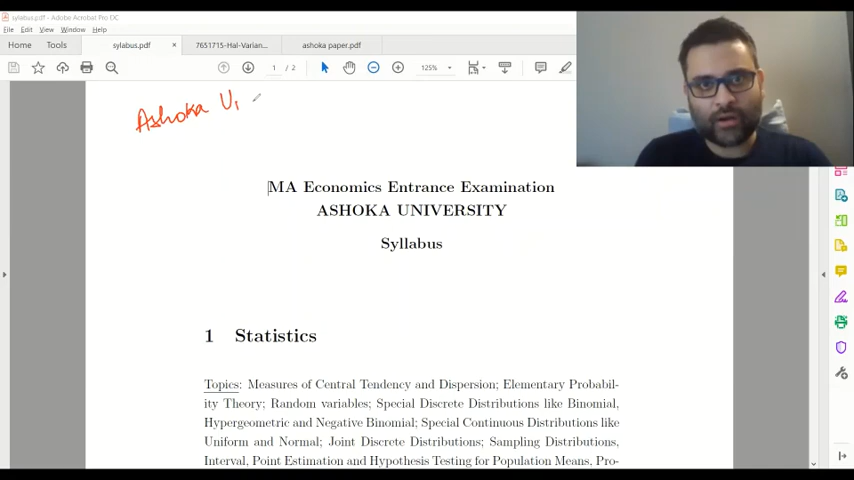 sylabus.pdf - Adobe Acrobat Pro DC
File Edit View Window Help
Home Tools sylabus.pdf × 7651715-Hal-Varian... ashoka paper.pdf
1 / 2 125%
Ashoka Ui
MA Economics Entrance Examination
ASHOKA UNIVERSITY
Syllabus
1 Statistics
Topics: Measures of Central Tendency and Dispersion; Elementary Probabil-
ity Theory; Random variables; Special Discrete Distributions like Binomial,
Hypergeometric and Negative Binomial; Special Continuous Distributions like
Uniform and Normal; Joint Discrete Distributions; Sampling Distributions,
Interval, Point Estimation and Hypothesis Testing for Population Means, Pro-